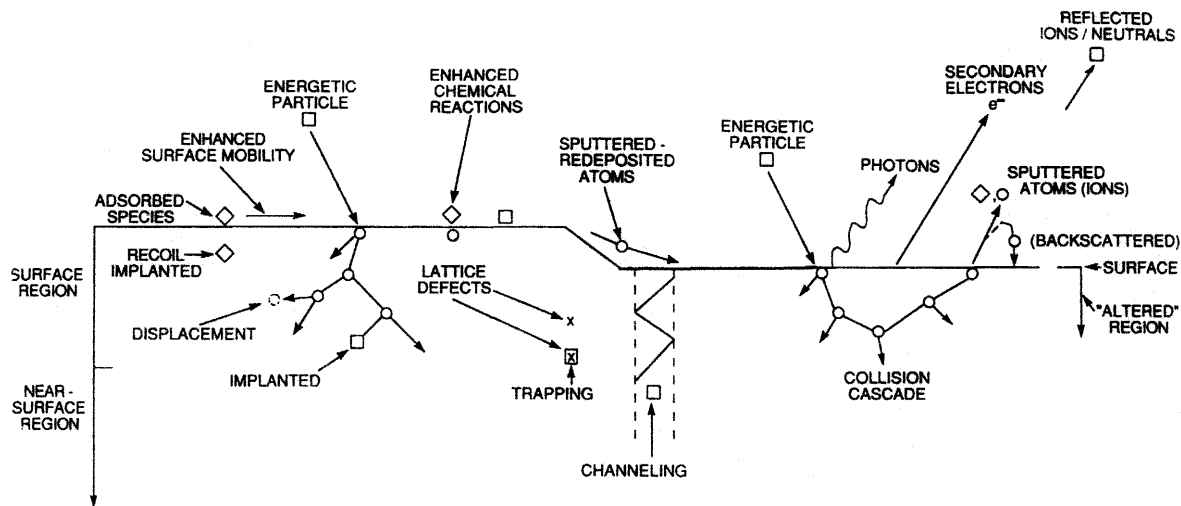 REFLECTED
IONS / NEUTRALS
SECONDARY
ELECTRONS
e–
ENHANCED
CHEMICAL
REACTIONS
ENERGETIC
PARTICLE
ENHANCED
SURFACE MOBILITY
SPUTTERED -
REDEPOSITED
ATOMS
ENERGETIC
PARTICLE
PHOTONS
SPUTTERED
ATOMS (IONS)
ADSORBED
SPECIES
(BACKSCATTERED)
RECOIL
IMPLANTED
SURFACE
REGION
LATTICE
DEFECTS
SURFACE
"ALTERED"
REGION
DISPLACEMENT
x
x
IMPLANTED
TRAPPING
COLLISION
CASCADE
NEAR -
SURFACE
REGION
CHANNELING